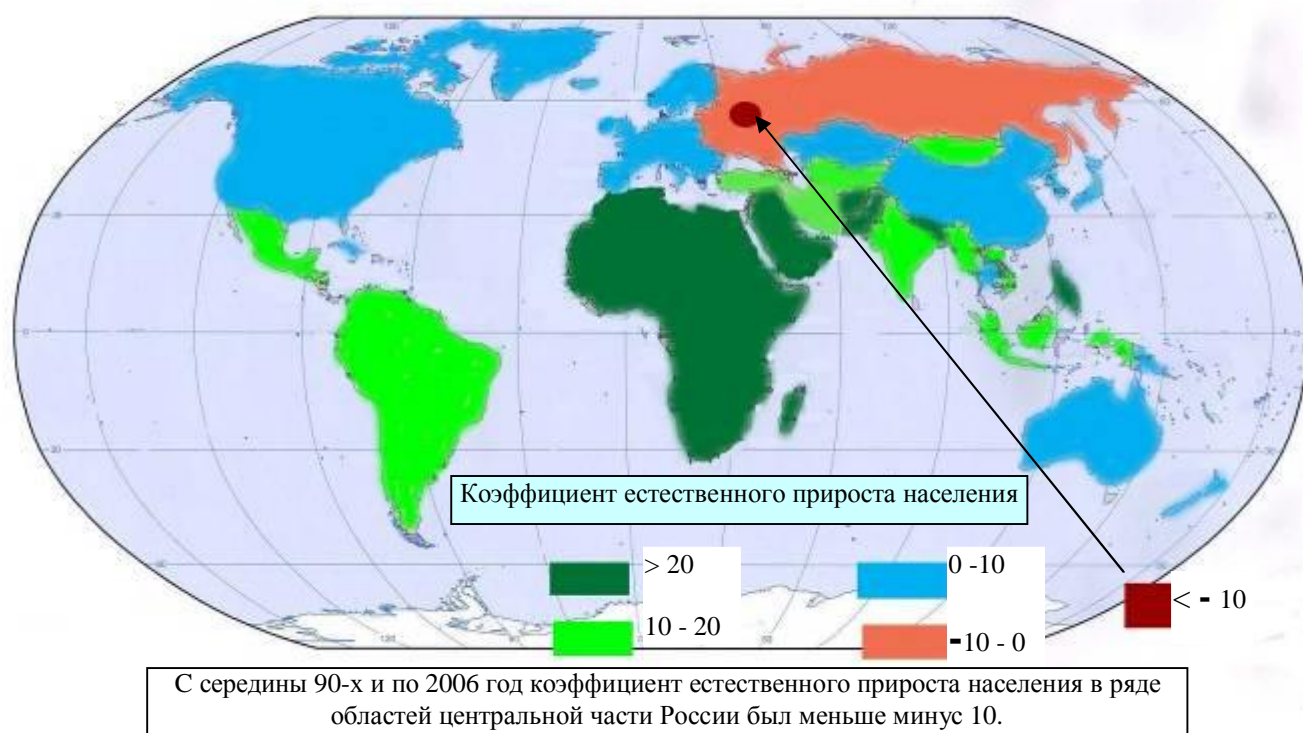 Коэффициент естественного прироста населения
> 20
0 -10
10 - 20
-10 - 0
< - 10
С середины 90-х и по 2006 год коэффициент естественного прироста населения в ряде
областей центральной части России был меньше минус 10.